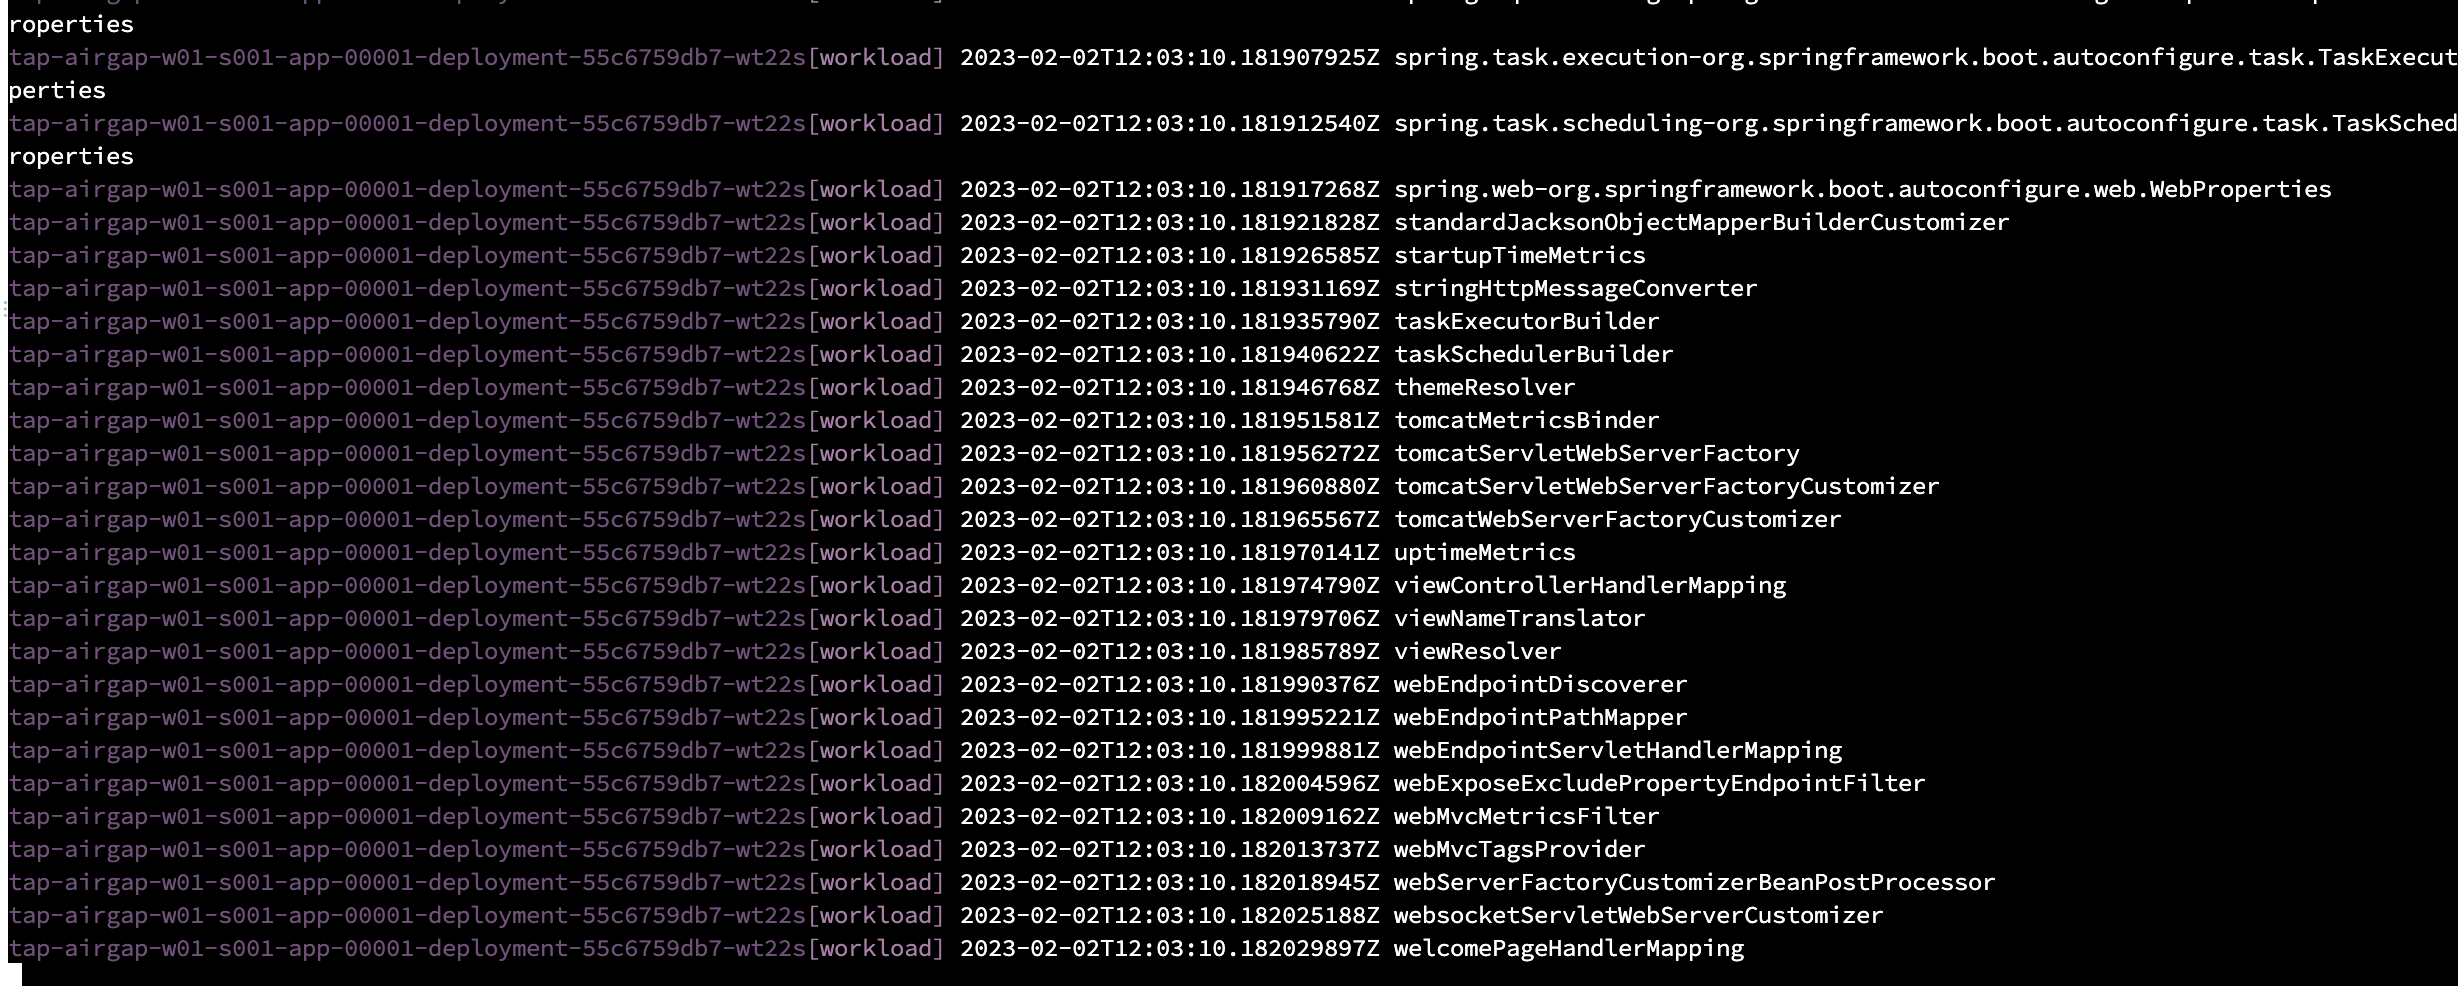 roperties
tap-airgap-w01-s001-app-00001-deployment-55c6759db7-wt22s[workload] 2023-02-02T12:03:10.181907925Z spring.task.execution-org.springframework.boot.autoconfigure.task.TaskExecut
perties
tap-airgap-w01-s001-app-00001-deployment-55c6759db7-wt22s[workload] 2023-02-02T12:03:10.181912540Z spring.task.scheduling-org.springframework.boot.autoconfigure.task.TaskSched
roperties
tap-airgap-w01-s001-app-00001-deployment-55c6759db7-wt22s[workload] 2023-02-02T12:03:10.181917268Z spring.web-org.springframework.boot.autoconfigure.web.WebProperties
tap-airgap-w01-s001-app-00001-deployment-55c6759db7-wt22s[workload] 2023-02-02T12:03:10.181921828Z standardJacksonObjectMapperBuilderCustomizer
tap-airgap-w01-s001-app-00001-deployment-55c6759db7-wt22s[workload] 2023-02-02T12:03:10.181926585Z startupTimeMetrics
tap-airgap-w01-s001-app-00001-deployment-55c6759db7-wt22s[workload] 2023-02-02T12:03:10.181931169Z stringHttpMessageConverter
tap-airgap-w01-s001-app-00001-deployment-55c6759db7-wt22s[workload] 2023-02-02T12:03:10.181935790Z taskExecutorBuilder
tap-airgap-w01-s001-app-00001-deployment-55c6759db7-wt22s[workload] 2023-02-02T12:03:10.181940622Z taskSchedulerBuilder
tap-airgap-w01-s001-app-00001-deployment-55c6759db7-wt22s[workload] 2023-02-02T12:03:10.181946768Z themeResolver
tap-airgap-w01-s001-app-00001-deployment-55c6759db7-wt22s[workload] 2023-02-02T12:03:10.181951581Z tomcatMetricsBinder
tap-airgap-w01-s001-app-00001-deployment-55c6759db7-wt22s[workload] 2023-02-02T12:03:10.181956272Z tomcatServletWebServerFactory
tap-airgap-w01-s001-app-00001-deployment-55c6759db7-wt22s[workload] 2023-02-02T12:03:10.181960880Z tomcatServletWebServerFactoryCustomizer
tap-airgap-w01-s001-app-00001-deployment-55c6759db7-wt22s[workload] 2023-02-02T12:03:10.181965567Z tomcatWebServerFactoryCustomizer
tap-airgap-w01-s001-app-00001-deployment-55c6759db7-wt22s[workload] 2023-02-02T12:03:10.181970141Z uptimeMetrics
tap-airgap-w01-s001-app-00001-deployment-55c6759db7-wt22s[workload] 2023-02-02T12:03:10.181974790Z viewControllerHandlerMapping
tap-airgap-w01-s001-app-00001-deployment-55c6759db7-wt22s[workload] 2023-02-02T12:03:10.181979706Z viewNameTranslator
tap-airgap-w01-s001-app-00001-deployment-55c6759db7-wt22s[workload] 2023-02-02T12:03:10.181985789Z viewResolver
tap-airgap-w01-s001-app-00001-deployment-55c6759db7-wt22s[workload] 2023-02-02T12:03:10.181990376Z webEndpointDiscoverer
tap-airgap-w01-s001-app-00001-deployment-55c6759db7-wt22s[workload] 2023-02-02T12:03:10.181995221Z webEndpointPathMapper
tap-airgap-w01-s001-app-00001-deployment-55c6759db7-wt22s[workload] 2023-02-02T12:03:10.181999881Z webEndpointServletHandlerMapping
tap-airgap-w01-s001-app-00001-deployment-55c6759db7-wt22s[workload] 2023-02-02T12:03:10.182004596Z webExposeExcludePropertyEndpointFilter
tap-airgap-w01-s001-app-00001-deployment-55c6759db7-wt22s[workload] 2023-02-02T12:03:10.182009162Z webMvcMetricsFilter
tap-airgap-w01-s001-app-00001-deployment-55c6759db7-wt22s[workload] 2023-02-02T12:03:10.182013737Z webMvcTagsProvider
tap-airgap-w01-s001-app-00001-deployment-55c6759db7-wt22s[workload] 2023-02-02T12:03:10.182018945Z webServerFactoryCustomizerBeanPostProcessor
tap-airgap-w01-s001-app-00001-deployment-55c6759db7-wt22s[workload] 2023-02-02T12:03:10.182025188Z websocketServletWebServerCustomizer
tap-airgap-w01-s001-app-00001-deployment-55c6759db7-wt22s[workload] 2023-02-02T12:03:10.182029897Z welcomePageHandlerMapping